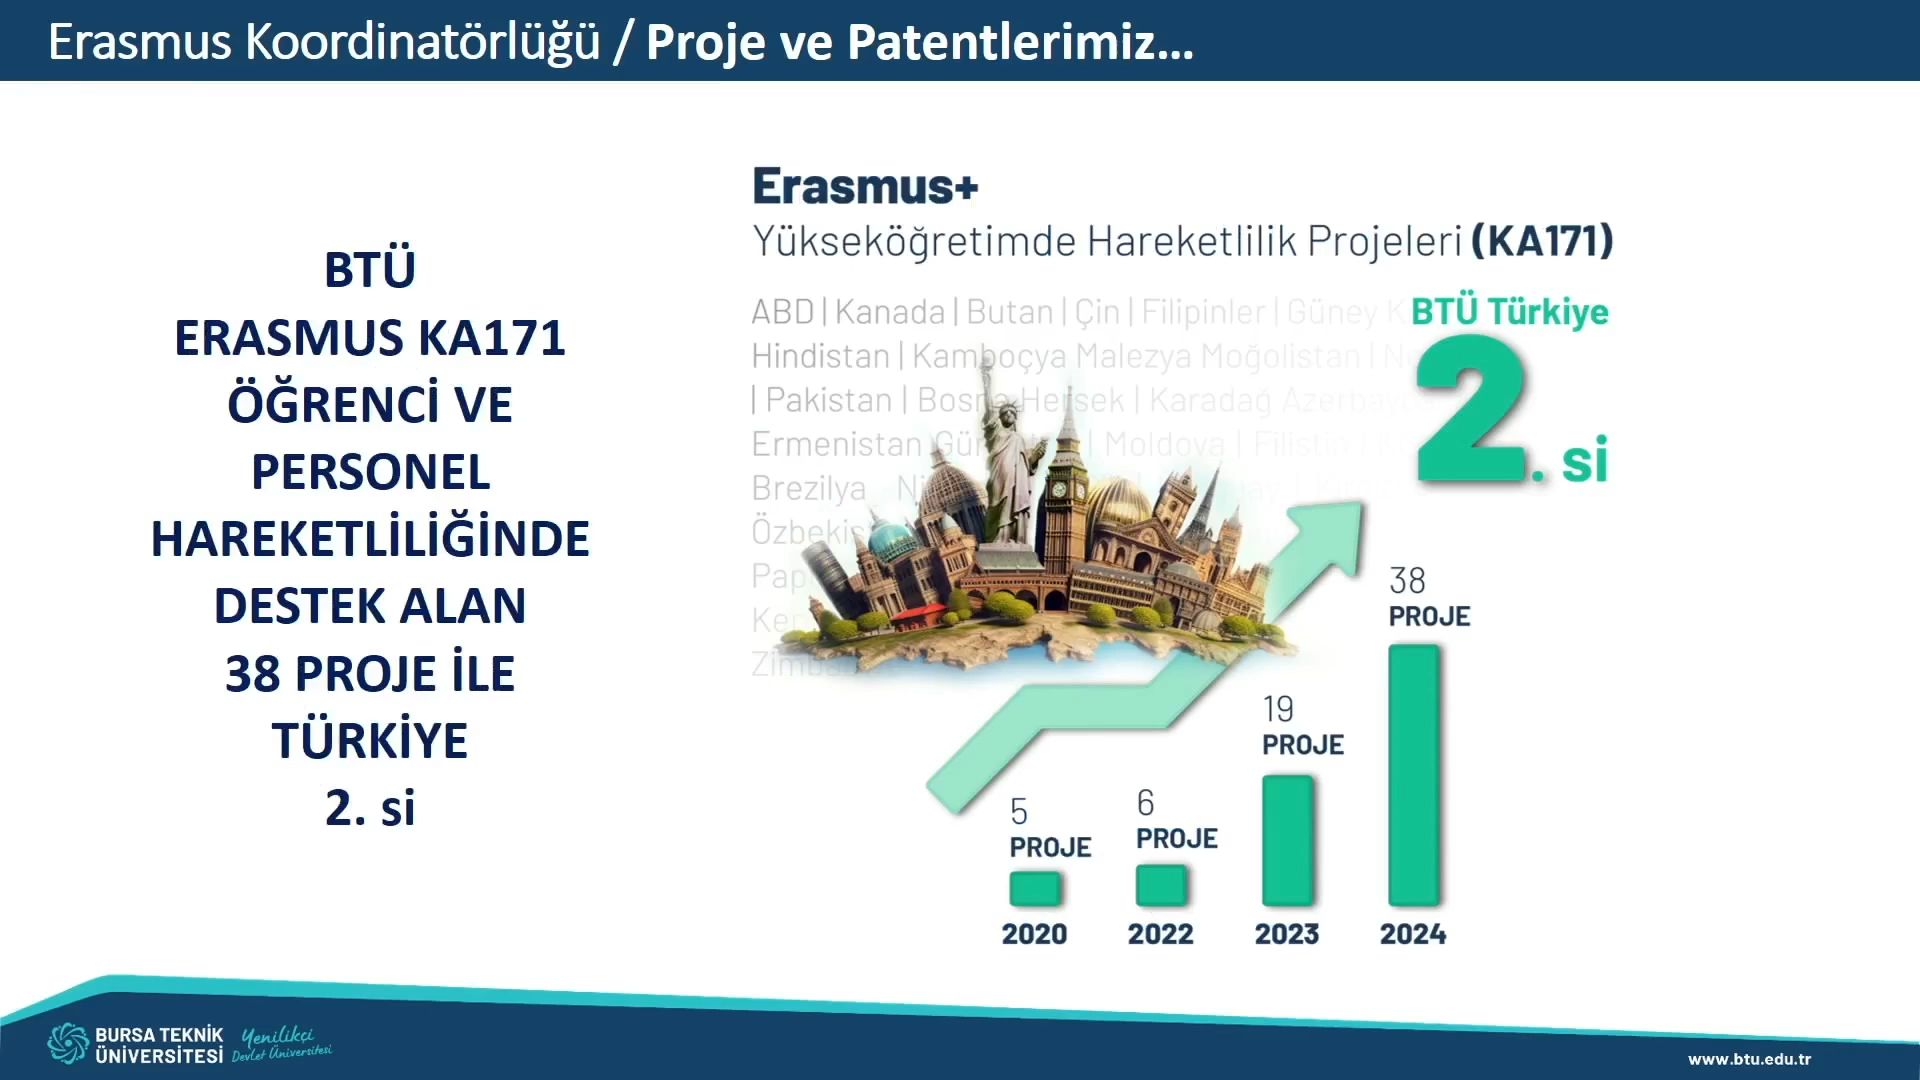 Erasmus Koordinatörlüğü / Proje ve Patentlerimiz...
BTÜ
ERASMUS KA171
ÖĞRENCİ VE
PERSONEL
HAREKETLİLİĞİNDE
DESTEK ALAN
38 PROJE İLE
TÜRKİYE
2. si
Erasmus+
Yükseköğretimde Hareketlilik Projeleri (KA171)
ABD | Kanada | Butan | Çin | Filipinler | Güney
Hindistan | Kamboçya Malezya Moğolistan |
| Pakistan | Bosna Hersek | Karadağ Azerbaycan
Ermenistan | Moldova | Filistin |
Brezilya
BTÜ Türkiye
2. si
38
PROJE
19
PROJE
6
PROJE
5
PROJE
2020 2022 2023 2024
BURSA TEKNİK
ÜNİVERSİTESİ
Yenilikçi
Devlet Üniversitesi
www.btu.edu.tr